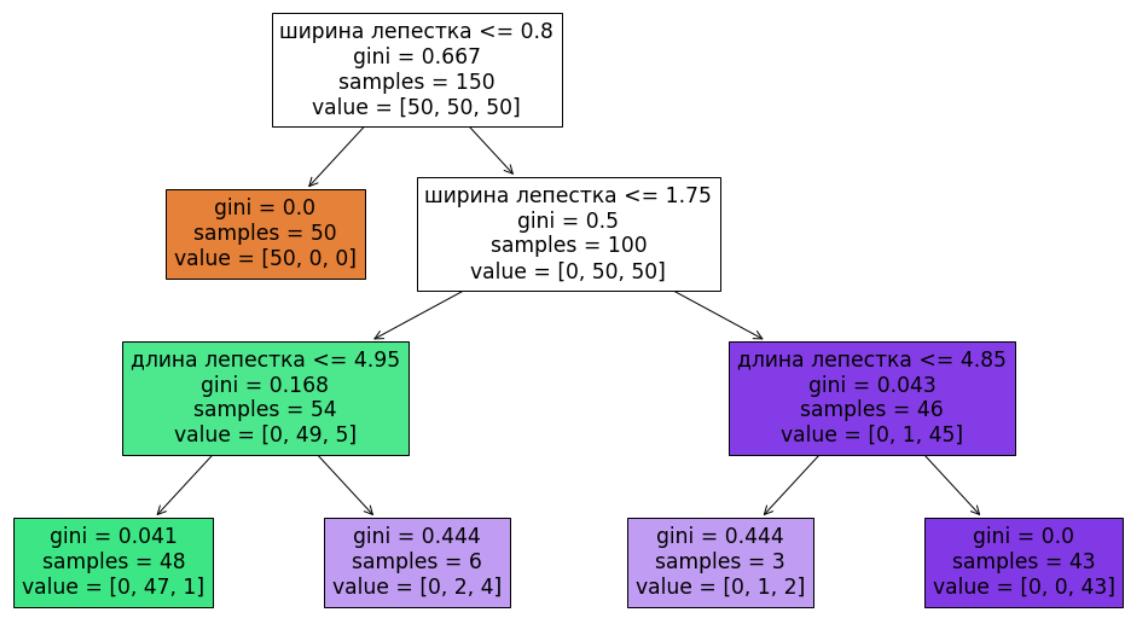 ширина лепестка <= 0.8
gini = 0.667
samples = 150
value = [50, 50, 50]
gini = 0.0
samples = 50
value = [50, 0, 0]
ширина лепестка <= 1.75
gini = 0.5
samples = 100
value = [0, 50, 50]
длина лепестка <= 4.95
gini = 0.168
samples = 54
value = [0, 49, 5]
длина лепестка <= 4.85
gini = 0.043
samples = 46
value = [0, 1, 45]
gini = 0.041
samples = 48
value = [0, 47, 1]
gini = 0.444
samples = 6
value = [0, 2, 4]
gini = 0.444
samples = 3
value = [0, 1, 2]
gini = 0.0
samples = 43
value = [0, 0, 43]